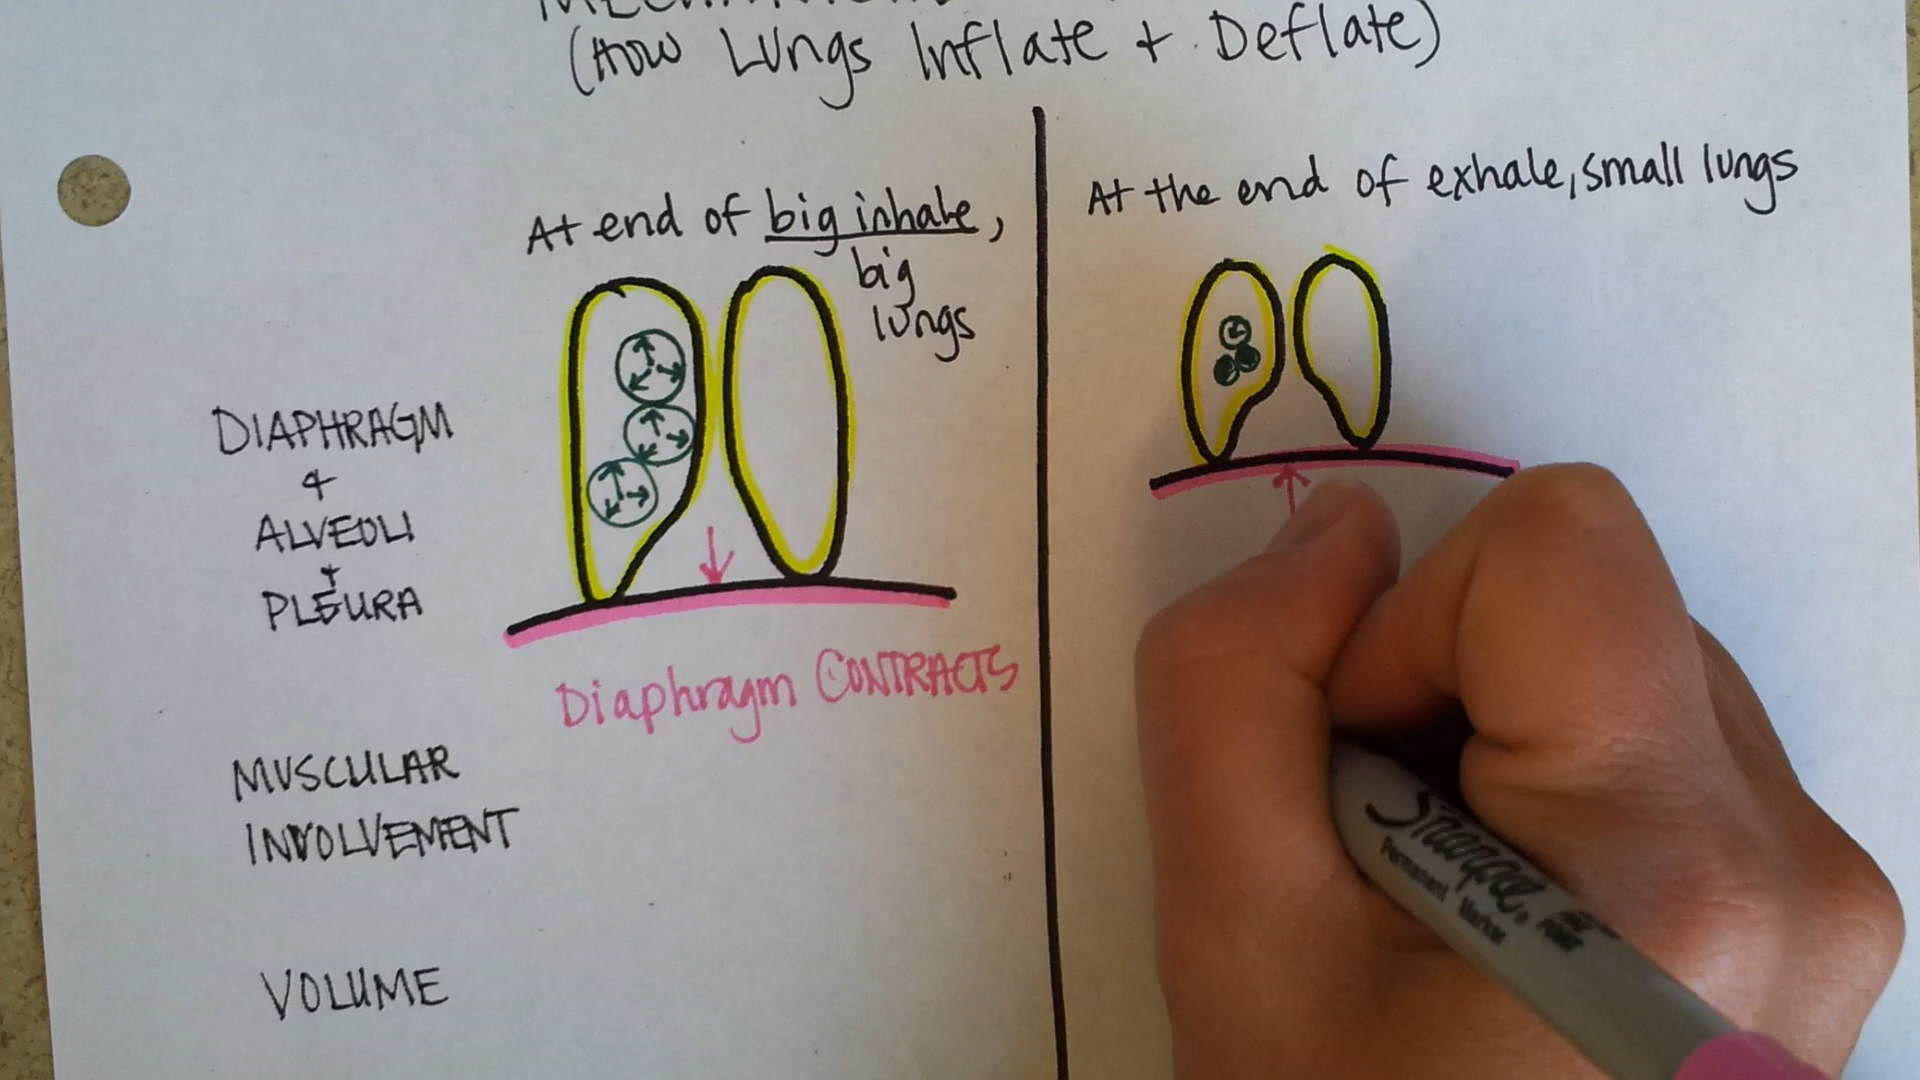 (How Lungs Inflate + Deflate)
At end of big inhale,
big
lungs
At the end of exhale, small lungs
DIAPHRAGM
&
ALVEOLI
+
PLEURA
Diaphragm CONTRACTS
MUSCULAR
INVOLVEMENT
VOLUME
Sharpie.
Permanent Marker